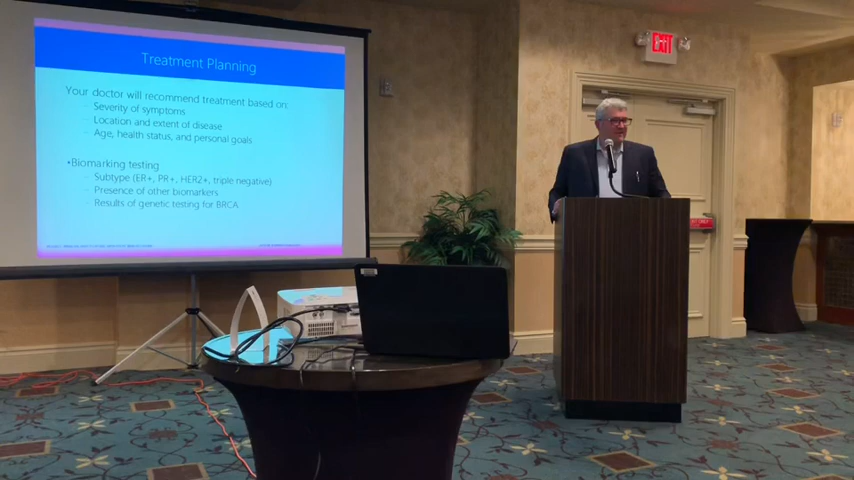 Treatment Planning
Your doctor will recommend treatment based on:
– Severity of symptoms
– Location and extent of disease
– Age, health status, and personal goals
•Biomarking testing
– Subtype (ER+, PR+, HER2+, triple negative)
– Presence of other biomarkers
– Results of genetic testing for BRCA
EXIT